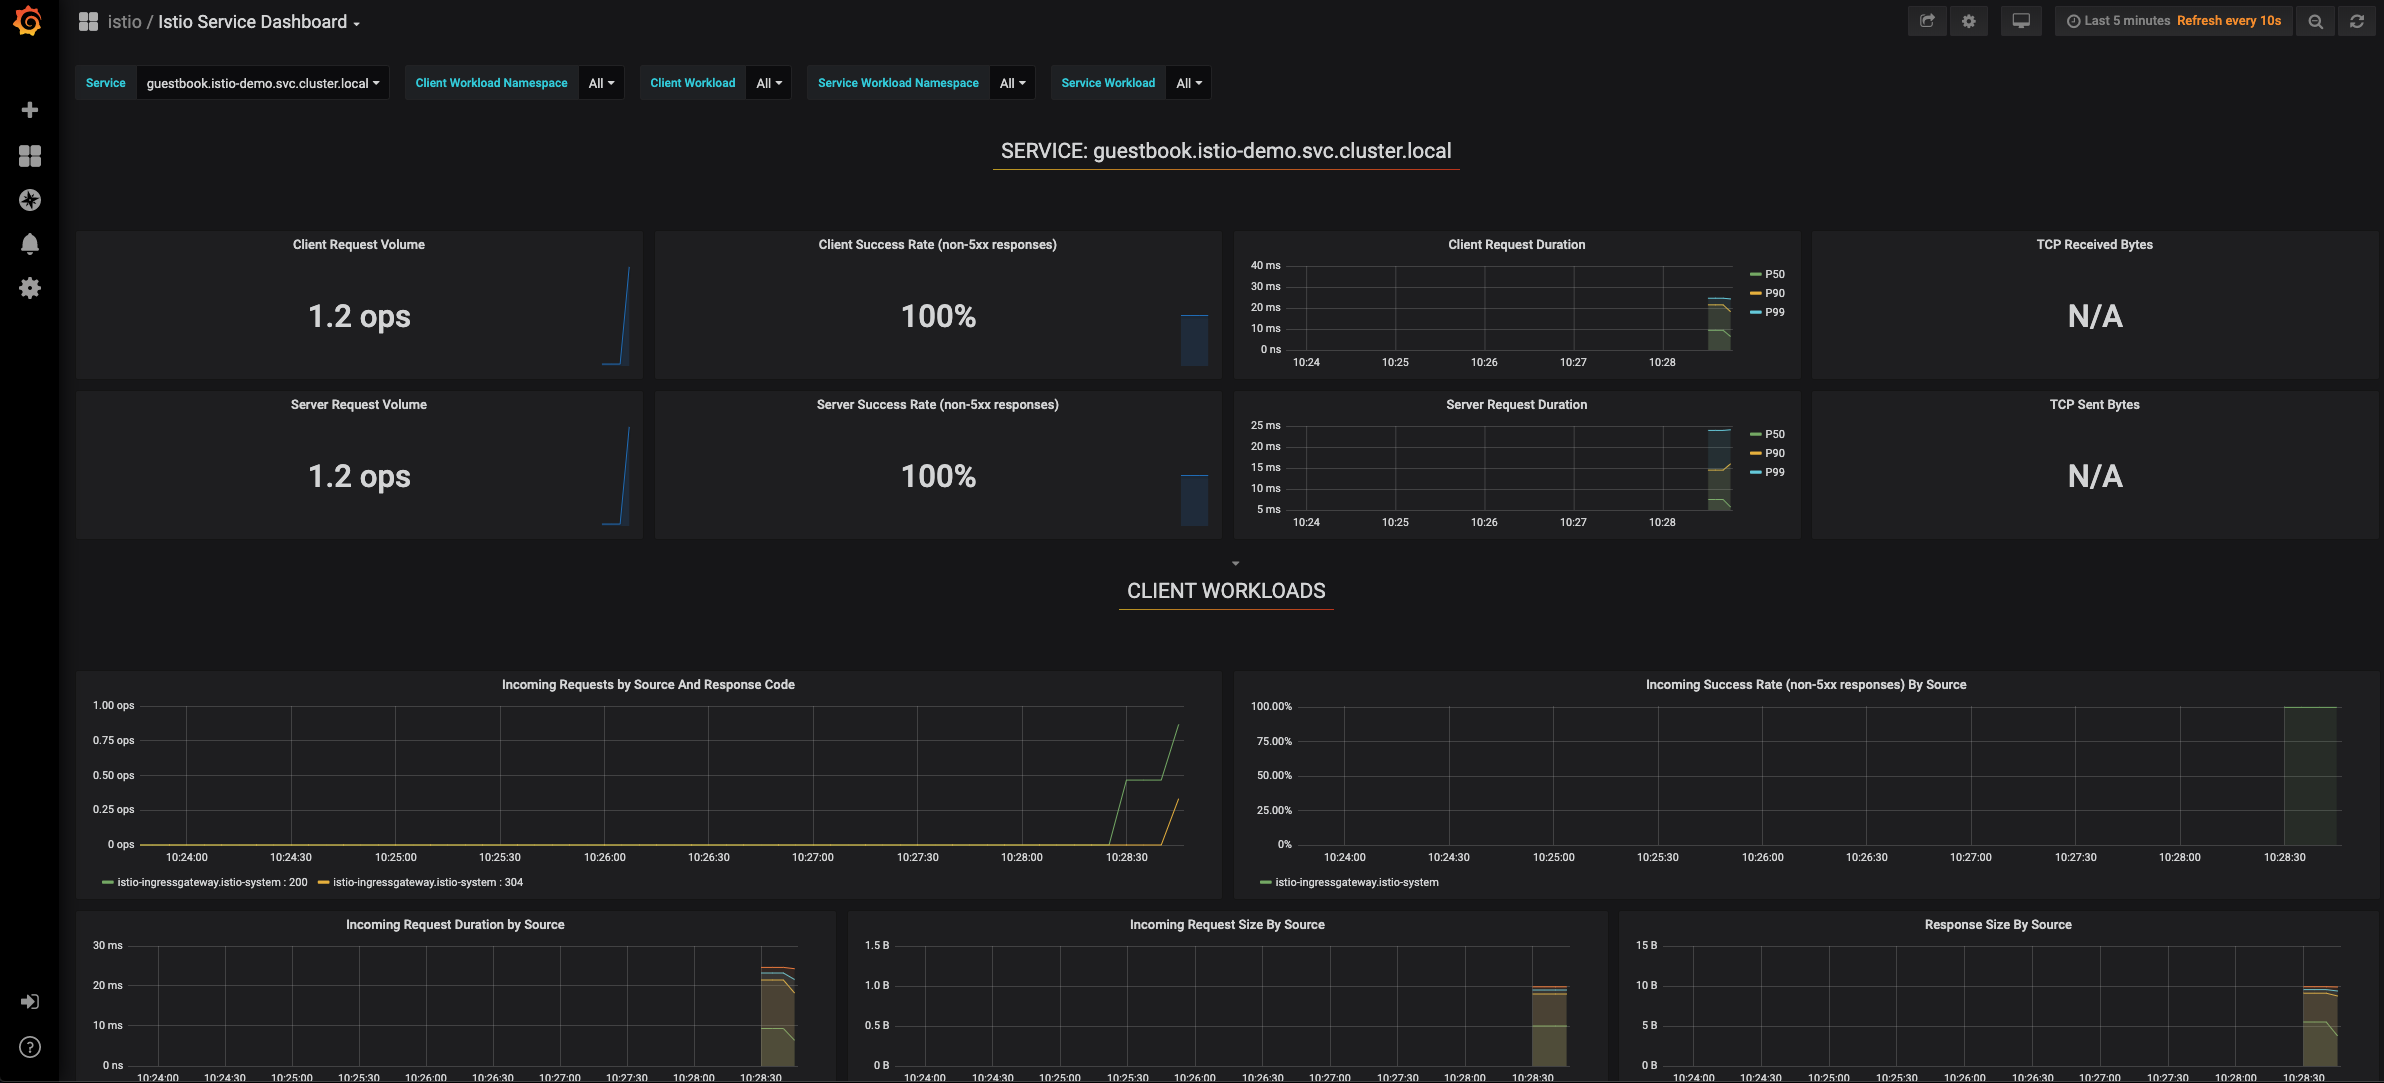 istio / Istio Service Dashboard
Last 5 minutes Refresh every 10s
Service guestbook.istio-demo.svc.cluster.local Client Workload Namespace All Client Workload All Service Workload Namespace All Service Workload All
SERVICE: guestbook.istio-demo.svc.cluster.local
Client Request Volume
1.2 ops
Client Success Rate (non-5xx responses)
100%
Client Request Duration
40 ms
30 ms
20 ms
10 ms
0 ns
10:24 10:25 10:26 10:27 10:28
P50
P90
P99
TCP Received Bytes
N/A
Server Request Volume
1.2 ops
Server Success Rate (non-5xx responses)
100%
Server Request Duration
25 ms
20 ms
15 ms
10 ms
5 ms
10:24 10:25 10:26 10:27 10:28
P50
P90
P99
TCP Sent Bytes
N/A
CLIENT WORKLOADS
Incoming Requests by Source And Response Code
1.00 ops
0.75 ops
0.50 ops
0.25 ops
0 ops
10:24:00 10:24:30 10:25:00 10:25:30 10:26:00 10:26:30 10:27:00 10:27:30 10:28:00 10:28:30
istio-ingressgateway.istio-system : 200 istio-ingressgateway.istio-system : 304
Incoming Success Rate (non-5xx responses) By Source
100.00%
75.00%
50.00%
25.00%
0%
10:24:00 10:24:30 10:25:00 10:25:30 10:26:00 10:26:30 10:27:00 10:27:30 10:28:00 10:28:30
istio-ingressgateway.istio-system
Incoming Request Duration by Source
30 ms
20 ms
10 ms
0 ns
10:24:00 10:24:30 10:25:00 10:25:30 10:26:00 10:26:30 10:27:00 10:27:30 10:28:00 10:28:30
Incoming Request Size By Source
1.5 B
1.0 B
0.5 B
0 B
10:24:00 10:24:30 10:25:00 10:25:30 10:26:00 10:26:30 10:27:00 10:27:30 10:28:00 10:28:30
Response Size By Source
15 B
10 B
5 B
0 B
10:24:00 10:24:30 10:25:00 10:25:30 10:26:00 10:26:30 10:27:00 10:27:30 10:28:00 10:28:30